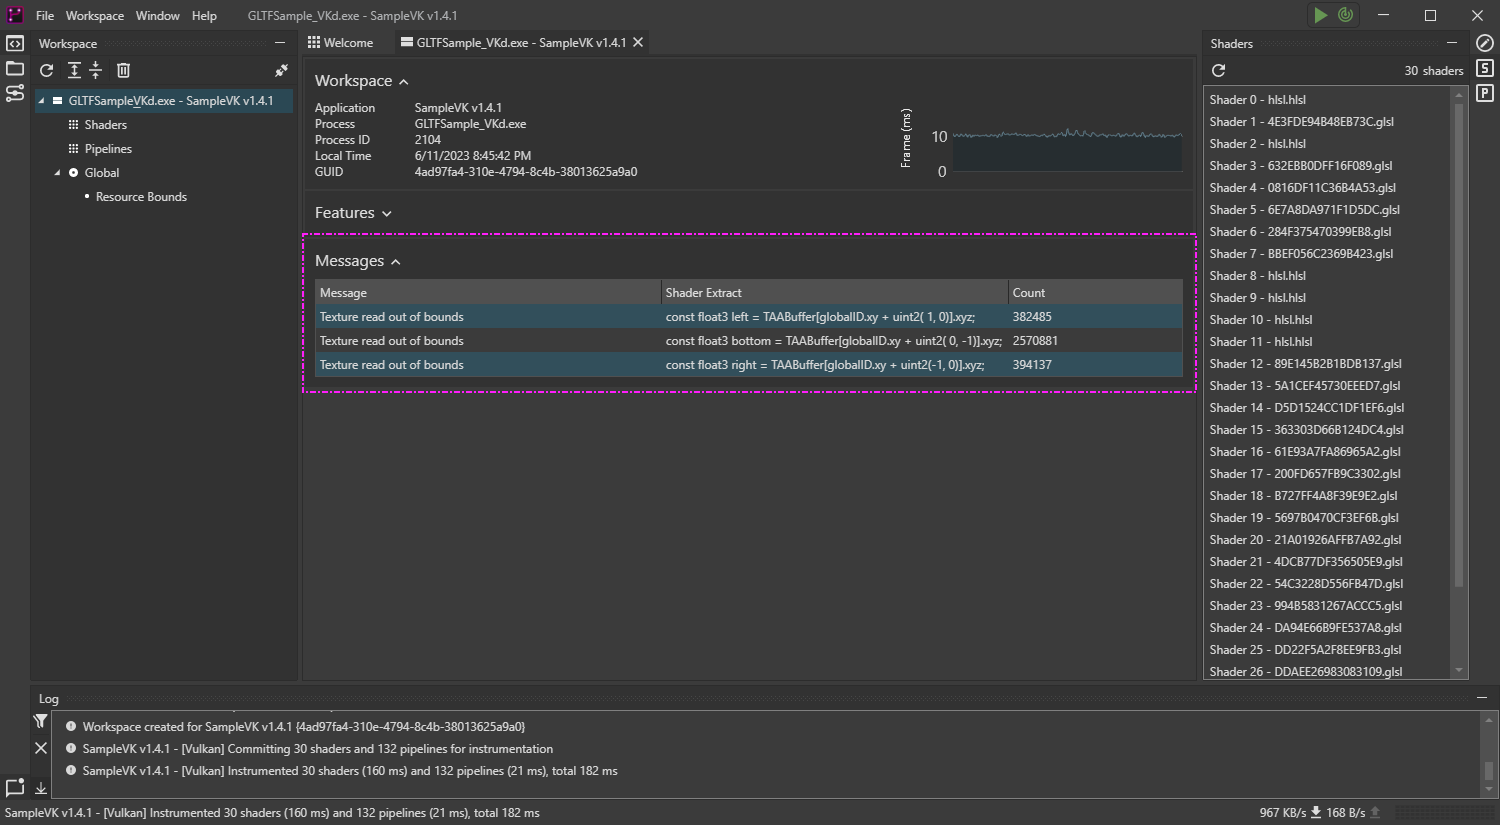 File Workspace Window Help GLTFSample_VKd.exe - SampleVK v1.4.1
Workspace
GLTFSample_VKd.exe - SampleVK v1.4.1
Shaders
Pipelines
Global
Resource Bounds
Welcome
GLTFSample_VKd.exe - SampleVK v1.4.1
Workspace
Application SampleVK v1.4.1
Process GLTFSample_VKd.exe
Process ID 2104
Local Time 6/11/2023 8:45:42 PM
GUID 4ad97fa4-310e-4794-8c4b-38013625a9a0
Frame (ms)
10
0
Features
Messages
Message Shader Extract Count
Texture read out of bounds const float3 left = TAABuffer[globalID.xy + uint2( 1, 0)].xyz; 382485
Texture read out of bounds const float3 bottom = TAABuffer[globalID.xy + uint2( 0, -1)].xyz; 2570881
Texture read out of bounds const float3 right = TAABuffer[globalID.xy + uint2(-1, 0)].xyz; 394137
Shaders
30 shaders
Shader 0 - hlsl.hlsl
Shader 1 - 4E3FDE94B48EB73C.glsl
Shader 2 - hlsl.hlsl
Shader 3 - 632EBB0DFF16F089.glsl
Shader 4 - 0816DF11C36B4A53.glsl
Shader 5 - 6E7A8DA971F1D5DC.glsl
Shader 6 - 284F375470399EB8.glsl
Shader 7 - BBEF056C2369B423.glsl
Shader 8 - hlsl.hlsl
Shader 9 - hlsl.hlsl
Shader 10 - hlsl.hlsl
Shader 11 - hlsl.hlsl
Shader 12 - 89E145B2B1BDB137.glsl
Shader 13 - 5A1CEF45730EEED7.glsl
Shader 14 - D5D1524CC1DF1EF6.glsl
Shader 15 - 363303D66B124DC4.glsl
Shader 16 - 61E93A7FA86965A2.glsl
Shader 17 - 200FD657FB9C3302.glsl
Shader 18 - B727FF4A8F39E9E2.glsl
Shader 19 - 5697B0470CF3EF6B.glsl
Shader 20 - 21A01926AFFB7A92.glsl
Shader 21 - 4DCB77DF356505E9.glsl
Shader 22 - 54C3228D556FB47D.glsl
Shader 23 - 994B5831267ACCC5.glsl
Shader 24 - DA94E66B9FE537A8.glsl
Shader 25 - DD22F5A2F8EE9FB3.glsl
Shader 26 - DDAEE26983083109.glsl
S
P
Log
Workspace created for SampleVK v1.4.1 {4ad97fa4-310e-4794-8c4b-38013625a9a0}
SampleVK v1.4.1 - [Vulkan] Committing 30 shaders and 132 pipelines for instrumentation
SampleVK v1.4.1 - [Vulkan] Instrumented 30 shaders (160 ms) and 132 pipelines (21 ms), total 182 ms
SampleVK v1.4.1 - [Vulkan] Instrumented 30 shaders (160 ms) and 132 pipelines (21 ms), total 182 ms
967 KB/s 168 B/s